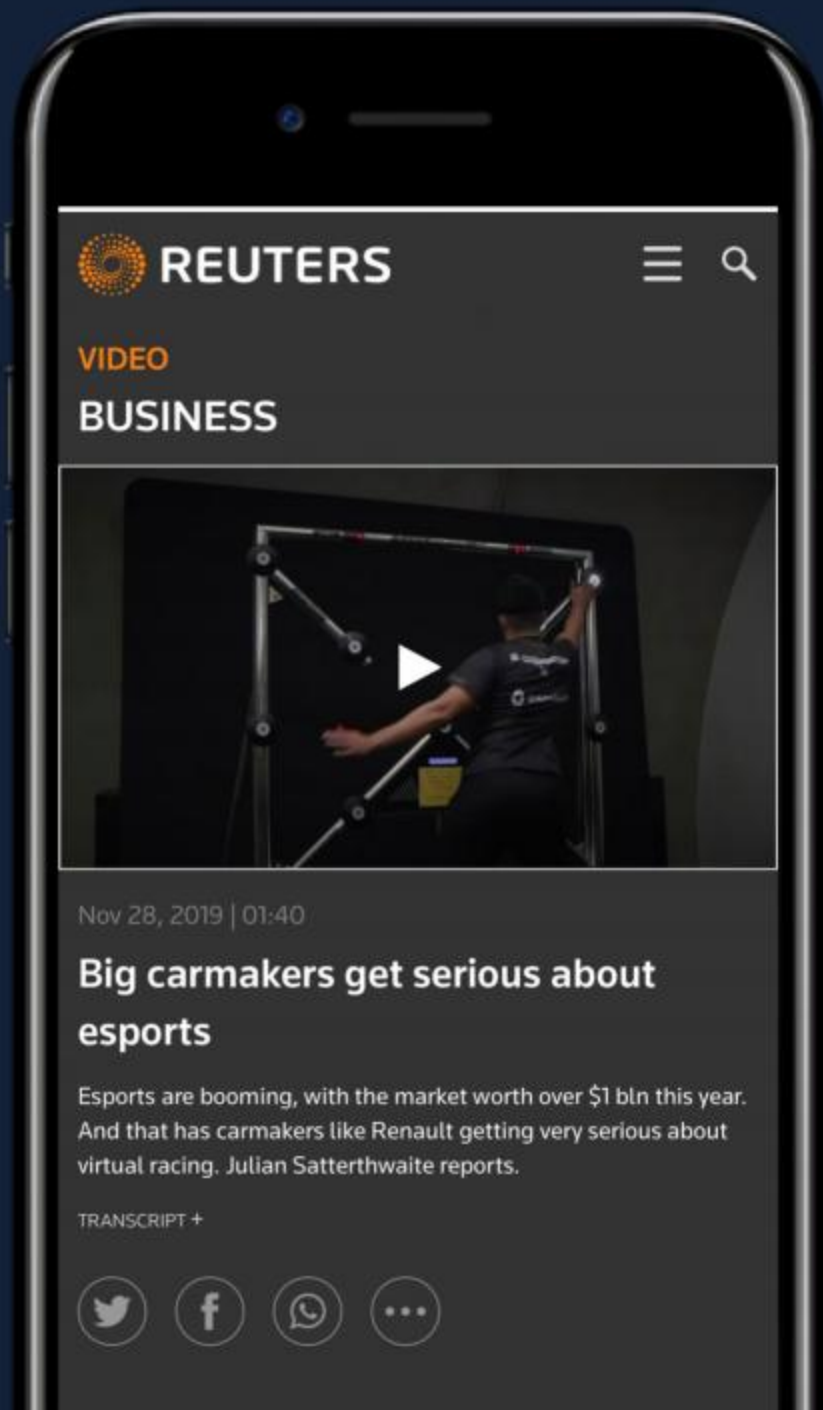 REUTERS
VIDEO
BUSINESS
Nov 28, 2019 | 01:40
Big carmakers get serious about
esports
Esports are booming, with the market worth over $1 bln this year.
And that has carmakers like Renault getting very serious about
virtual racing. Julian Satterthwaite reports.
TRANSCRIPT +